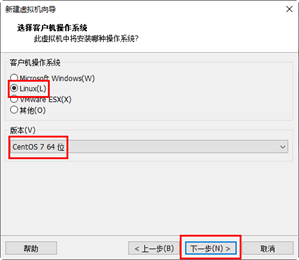 新建虚拟机向导
选择客户机操作系统
此虚拟机中将安装哪种操作系统?
客户机操作系统
Microsoft Windows(W)
Linux(L)
VMware ESX(X)
其他(O)
版本(V)
CentOS 7 64 位
帮助
< 上一步(B)
下一步(N) >
取消